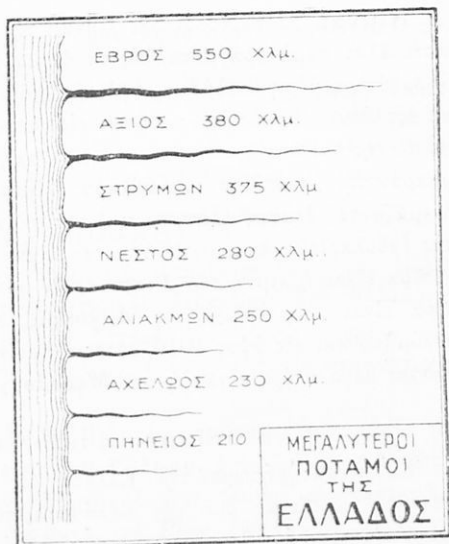 ΕΒΡΟΣ 550 Χλμ.
ΑΞΙΟΣ 380 Χλμ.
ΣΤΡΥΜΩΝ 375 Χλμ
ΝΕΣΤΟΣ 280 Χλμ.
ΑΛΙΑΚΜΩΝ 250 Χλμ.
ΑΧΕΛΩΟΣ 230 Χλμ.
ΠΗΝΕΙΟΣ 210
ΜΕΓΑΛΥΤΕΡΟΙ
ΠΟΤΑΜΟΙ
ΤΗΣ
ΕΛΛΑΔΟΣ